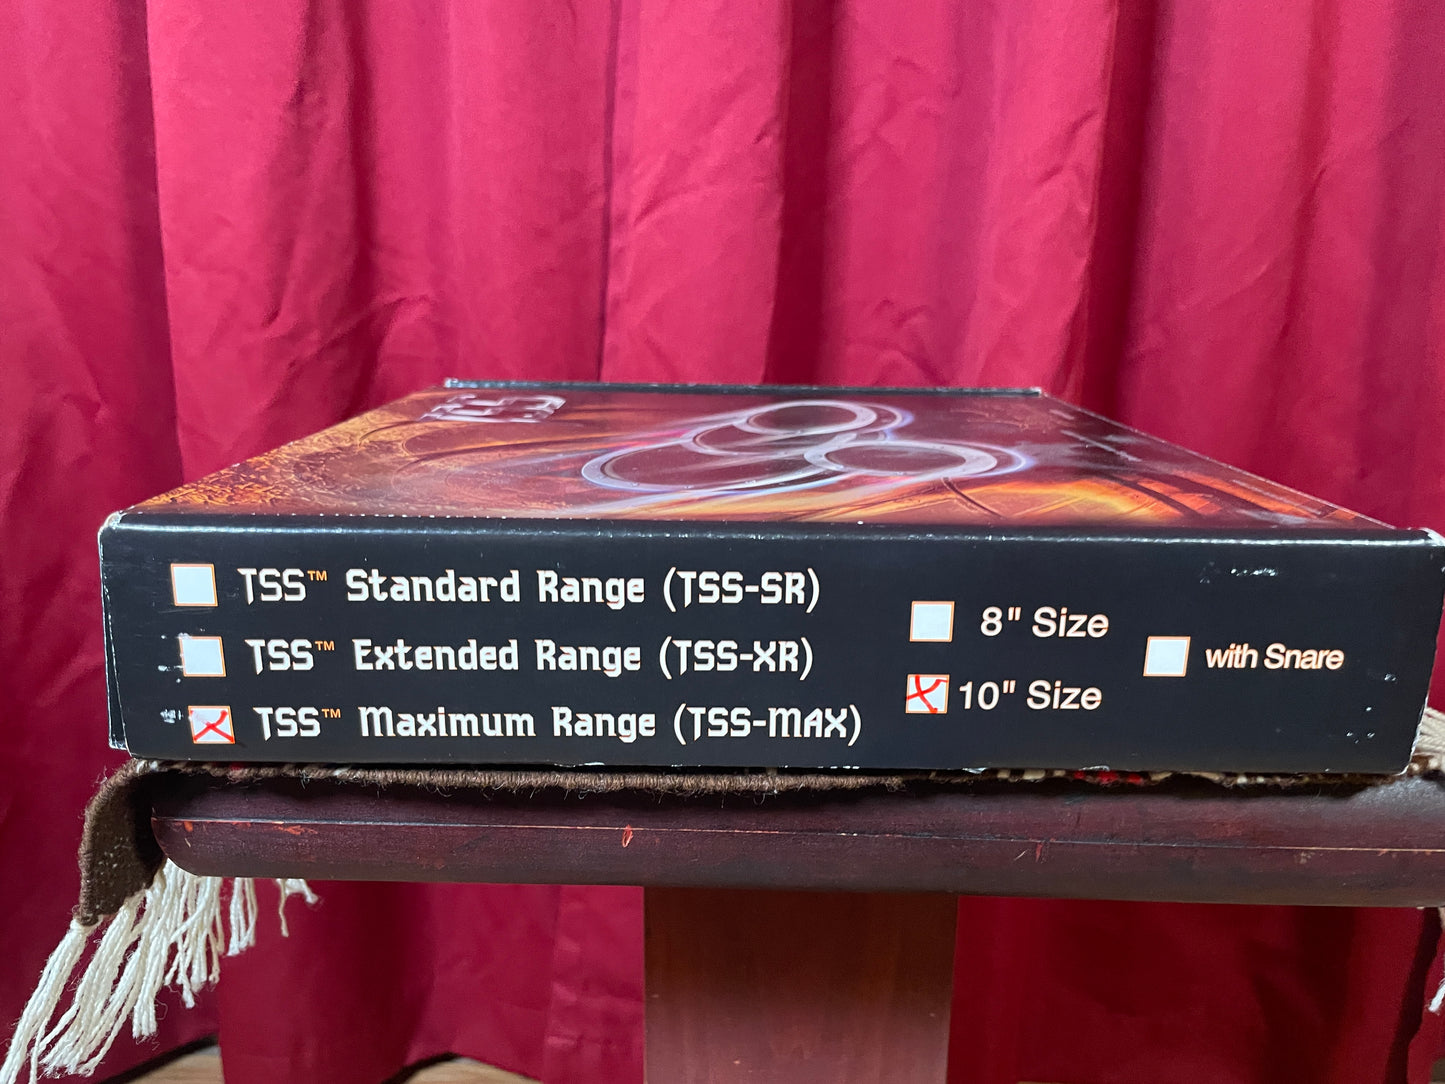 TSS™ Standard Range (TSS-SR)
TSS™ Extended Range (TSS-XR)
TSS™ Maximum Range (TSS-MAX)
8" Size
10" Size
with Snare